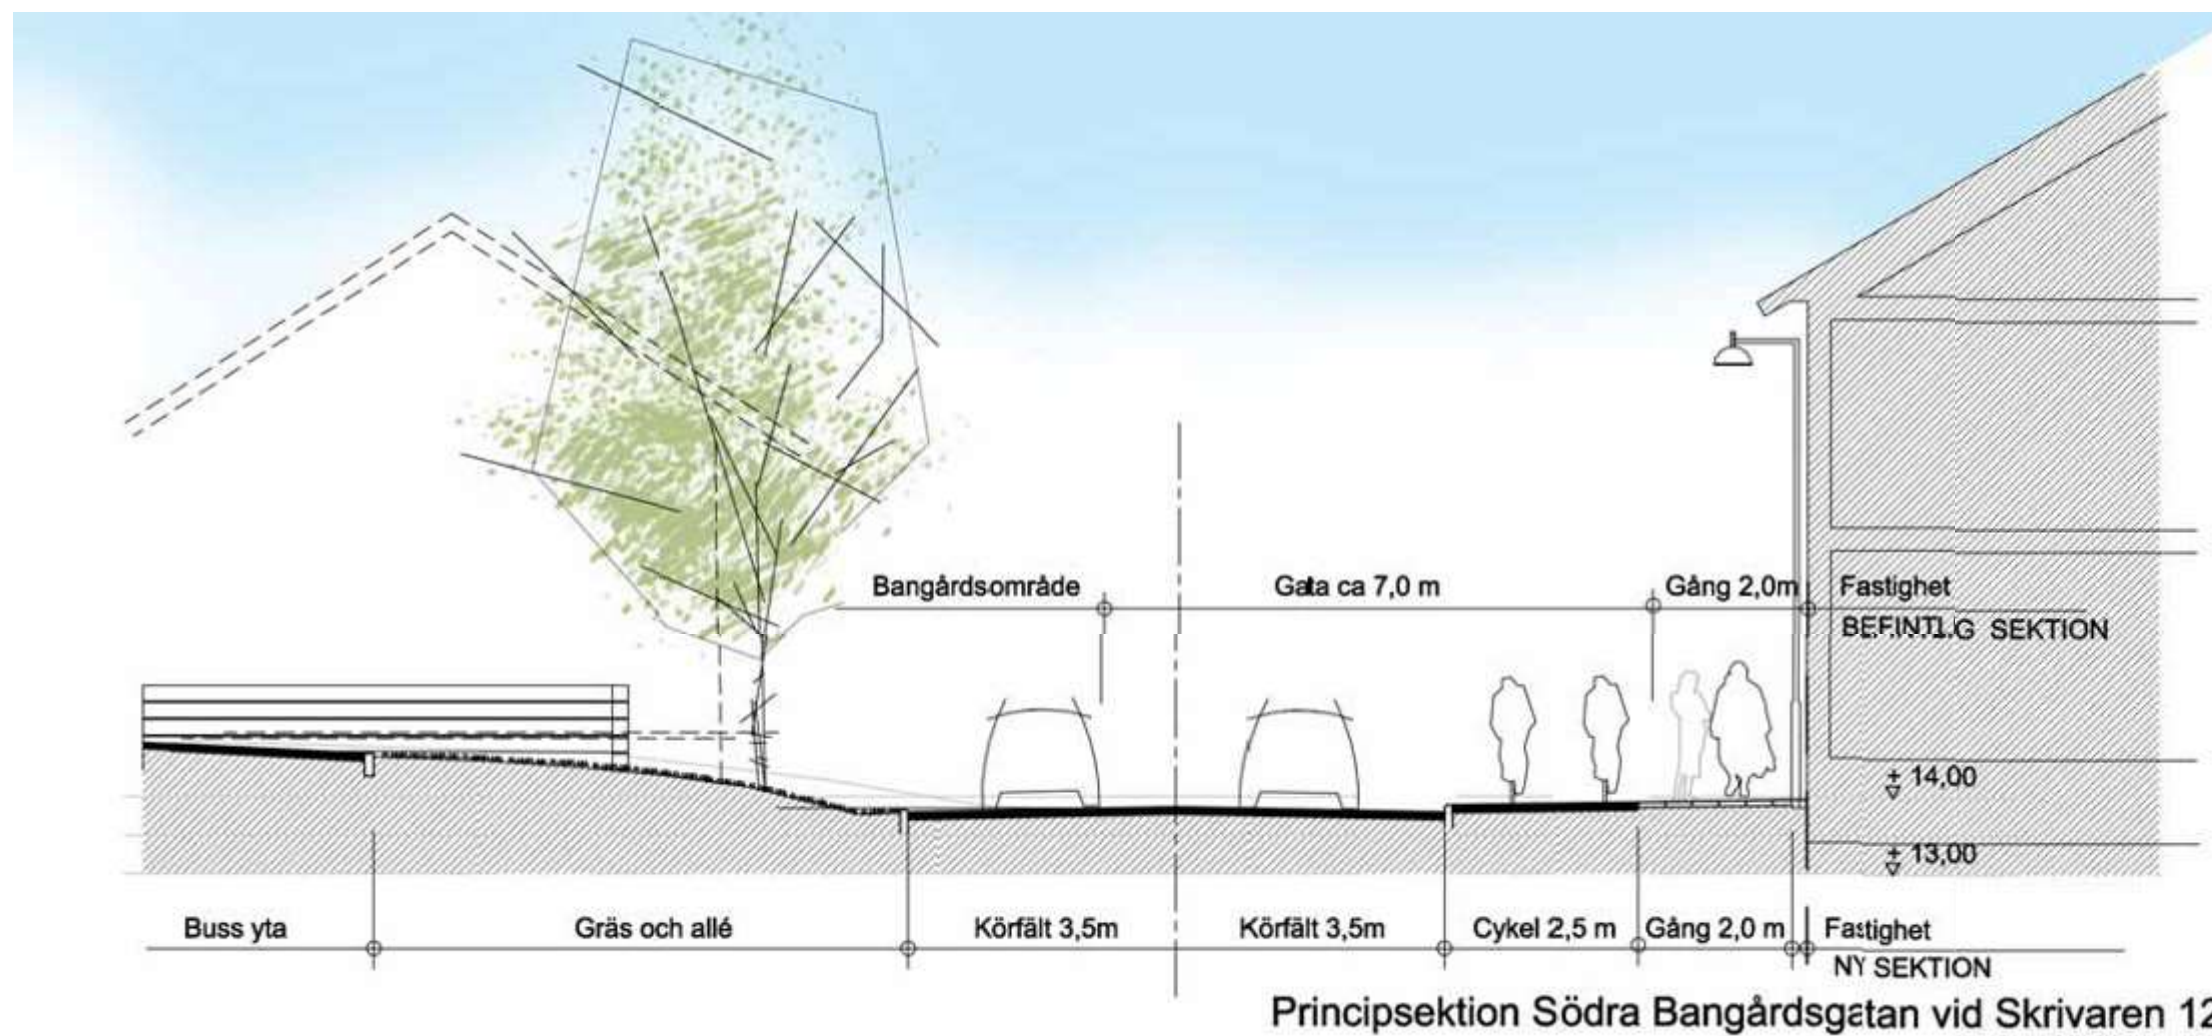 Bangårdsområde Gata ca 7,0 m Gång 2,0m Fastighet
SEKTION
+ 14,00
+ 13,00
Buss yta Gräs och allé Körfält 3,5m Körfält 3,5m Cykel 2,5 m Gång 2,0 m Fastighet
NY SEKTION
Principsektion Södra Bangårdsgatan vid Skrivaren 12